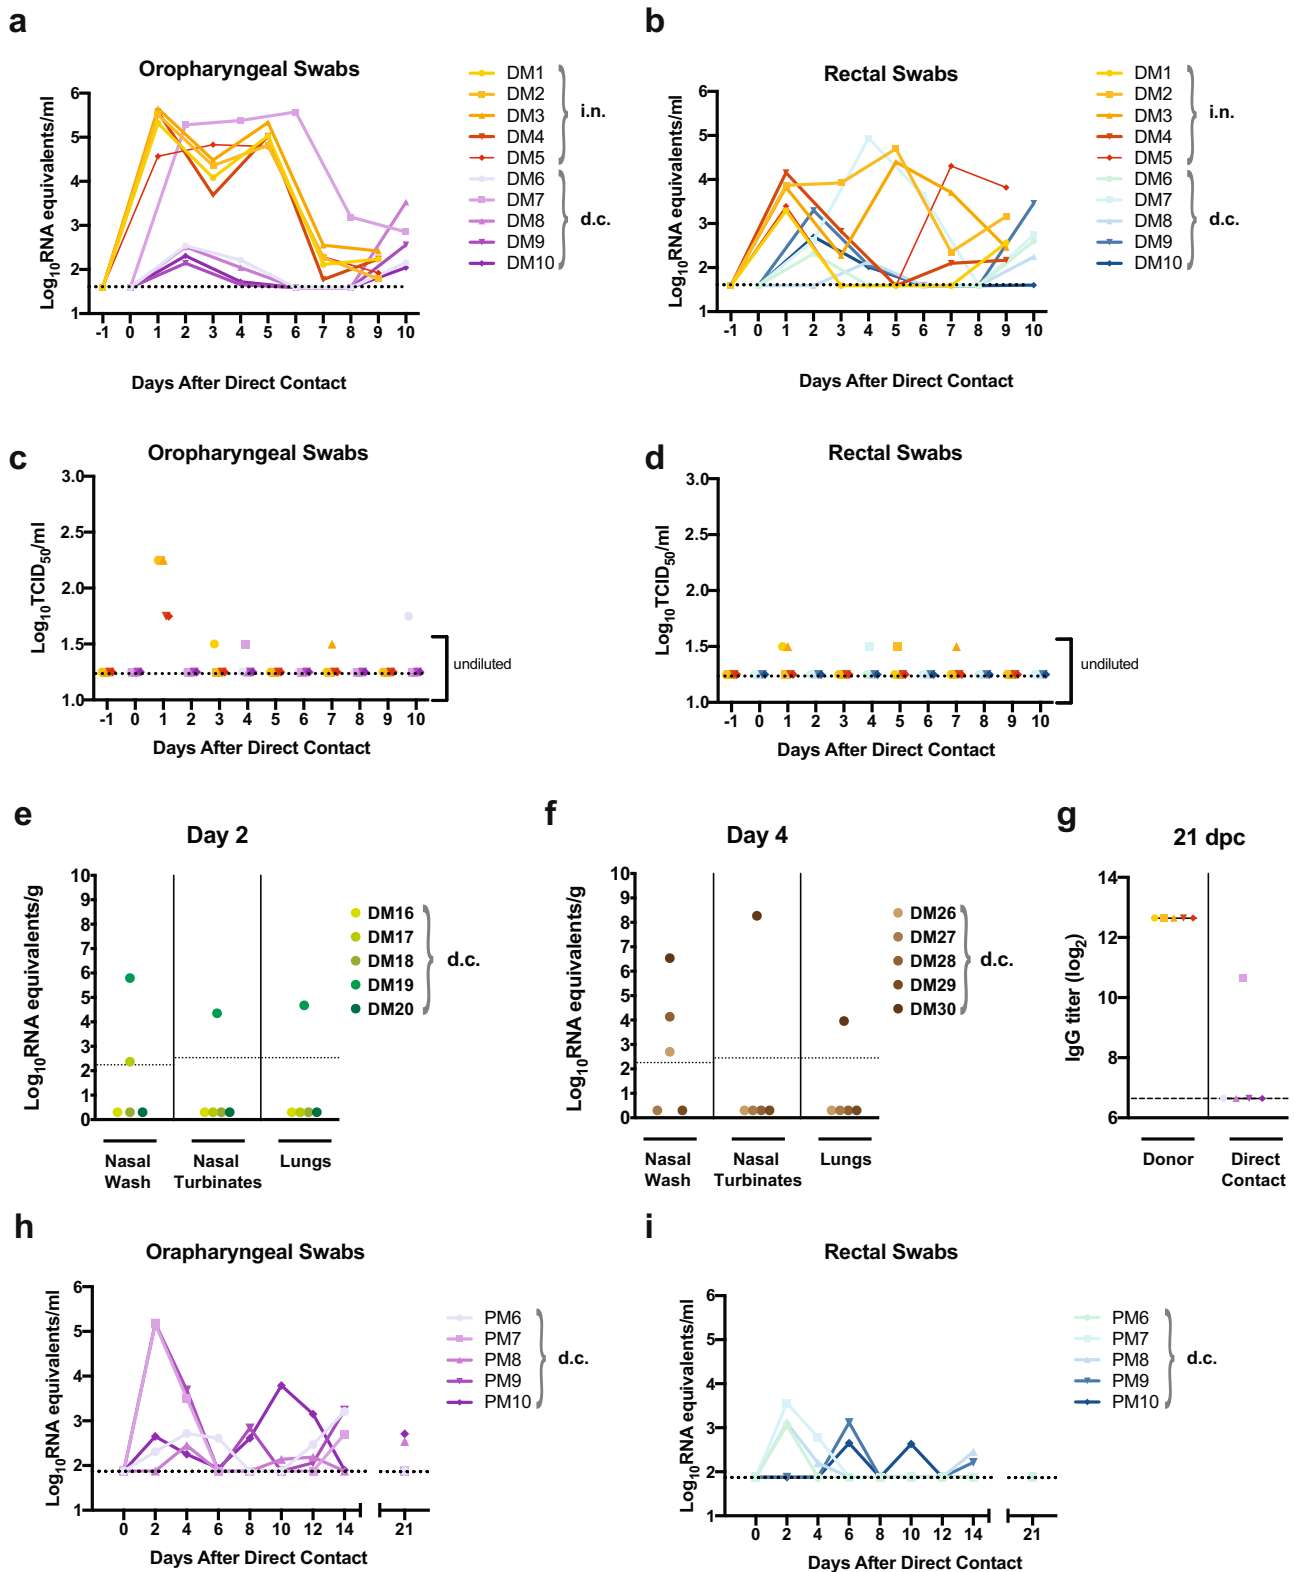 a
Oropharyngeal Swabs
Log10RNA equivalents/ml
6
5
4
3
2
1
-1 0 1 2 3 4 5 6 7 8 9 10
Days After Direct Contact
DM1
DM2
DM3
DM4
DM5
i.n.
DM6
DM7
DM8
DM9
DM10
d.c.
b
Rectal Swabs
Log10RNA equivalents/ml
6
5
4
3
2
1
-1 0 1 2 3 4 5 6 7 8 9 10
Days After Direct Contact
DM1
DM2
DM3
DM4
DM5
i.n.
DM6
DM7
DM8
DM9
DM10
d.c.
c
Oropharyngeal Swabs
Log10TCID50/ml
3.0
2.5
2.0
1.5
1.0
-1 0 1 2 3 4 5 6 7 8 9 10
Days After Direct Contact
undiluted
d
Rectal Swabs
Log10TCID50/ml
3.0
2.5
2.0
1.5
1.0
-1 0 1 2 3 4 5 6 7 8 9 10
Days After Direct Contact
undiluted
e
Day 2
Log10RNA equivalents/g
10
9
8
7
6
5
4
3
2
1
0
Nasal
Wash
Nasal
Turbinates
Lungs
DM16
DM17
DM18
DM19
DM20
d.c.
f
Day 4
Log10RNA equivalents/g
10
9
8
7
6
5
4
3
2
1
0
Nasal
Wash
Nasal
Turbinates
Lungs
DM26
DM27
DM28
DM29
DM30
d.c.
g
21 dpc
IgG titer (log2)
14
12
10
8
6
Donor
Direct
Contact
h
Orapharyngeal Swabs
Log10RNA equivalents/ml
6
5
4
3
2
1
0 2 4 6 8 10 12 14 21
Days After Direct Contact
PM6
PM7
PM8
PM9
PM10
d.c.
i
Rectal Swabs
Log10RNA equivalents/ml
6
5
4
3
2
1
0 2 4 6 8 10 12 14 21
Days After Direct Contact
PM6
PM7
PM8
PM9
PM10
d.c.